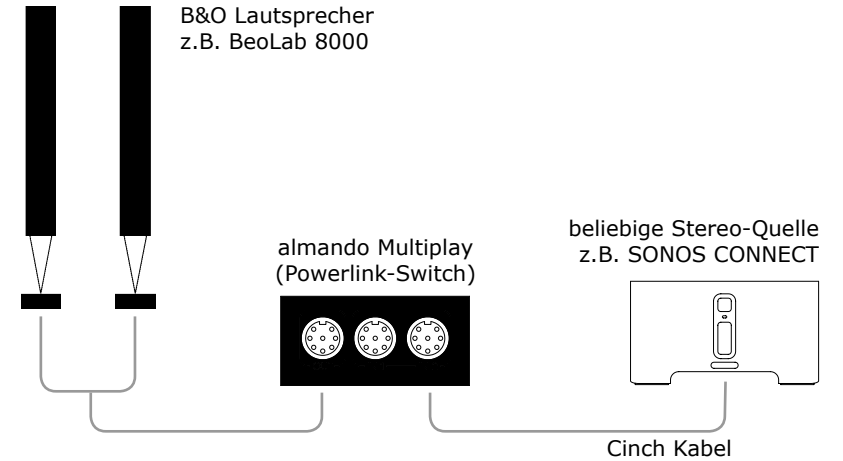 B&O Lautsprecher
z.B. BeoLab 8000
beliebige Stereo-Quelle
z.B. SONOS CONNECT
almando Multiplay
(Powerlink-Switch)
Cinch Kabel